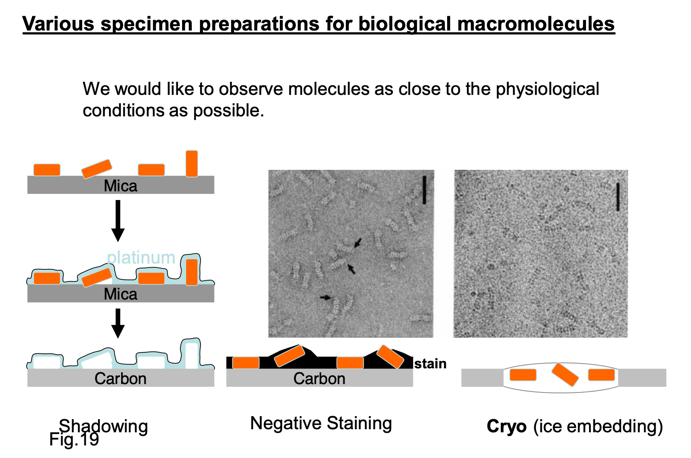 Various specimen preparations for biological macromolecules
We would like to observe molecules as close to the physiological
conditions as possible.
Mica
platinum
Mica
Carbon
Shadowing
Fig.19
stain
Carbon
Negative Staining
Cryo (ice embedding)